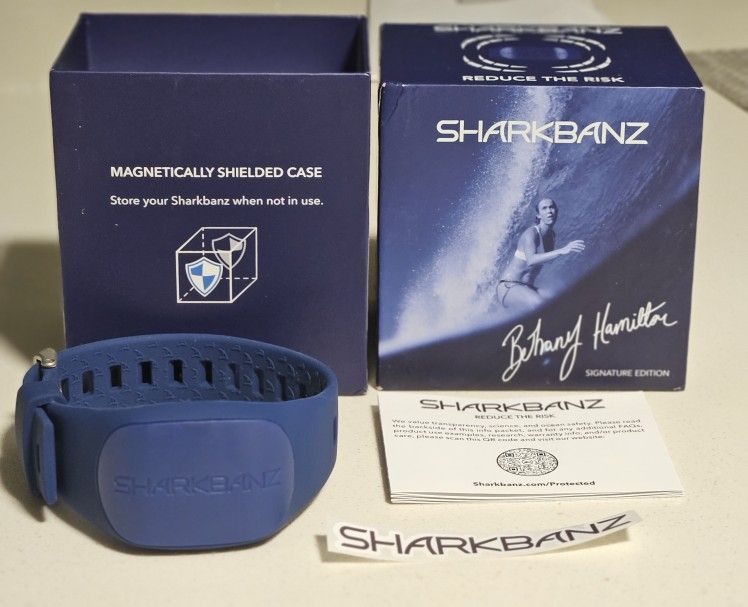 MAGNETICALLY SHIELDED CASE
Store your Sharkbanz when not in use.
SHARKBANZ
REDUCE THE RISK
SHARKBANZ
Bethany Hamilton
SIGNATURE EDITION
SHARKBANZ
SHARKBANZ
REDUCE THE RISK
We value transparency, science, and ocean safety. Please read
the backside of this info packet, and for any additional FAQs,
product use examples, research, warranty info, and/or product
care, please scan this QR code and visit our website.
Sharkbanz.com/Protected
SHARKBANZ